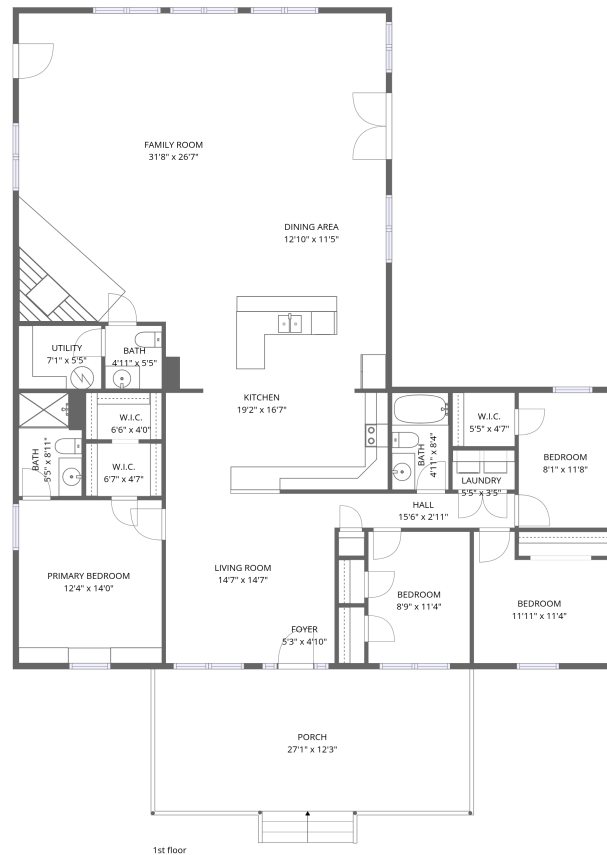 FAMILY ROOM
31'8" x 26'7"
DINING AREA
12'10" x 11'5"
UTILITY
7'1" x 5'5"
BATH
4'11" x 5'5"
KITCHEN
19'2" x 16'7"
W.I.C.
6'6" x 4'0"
W.I.C.
5'5" x 4'7"
BATH
5'5" x 8'11"
W.I.C.
6'7" x 4'7"
BATH
4'11" x 8'4"
BEDROOM
8'1" x 11'8"
LAUNDRY
5'5" x 3'5"
HALL
15'6" x 2'11"
PRIMARY BEDROOM
12'4" x 14'0"
LIVING ROOM
14'7" x 14'7"
BEDROOM
8'9" x 11'4"
BEDROOM
11'11" x 11'4"
FOYER
5'3" x 4'10"
PORCH
27'1" x 12'3"
1st floor